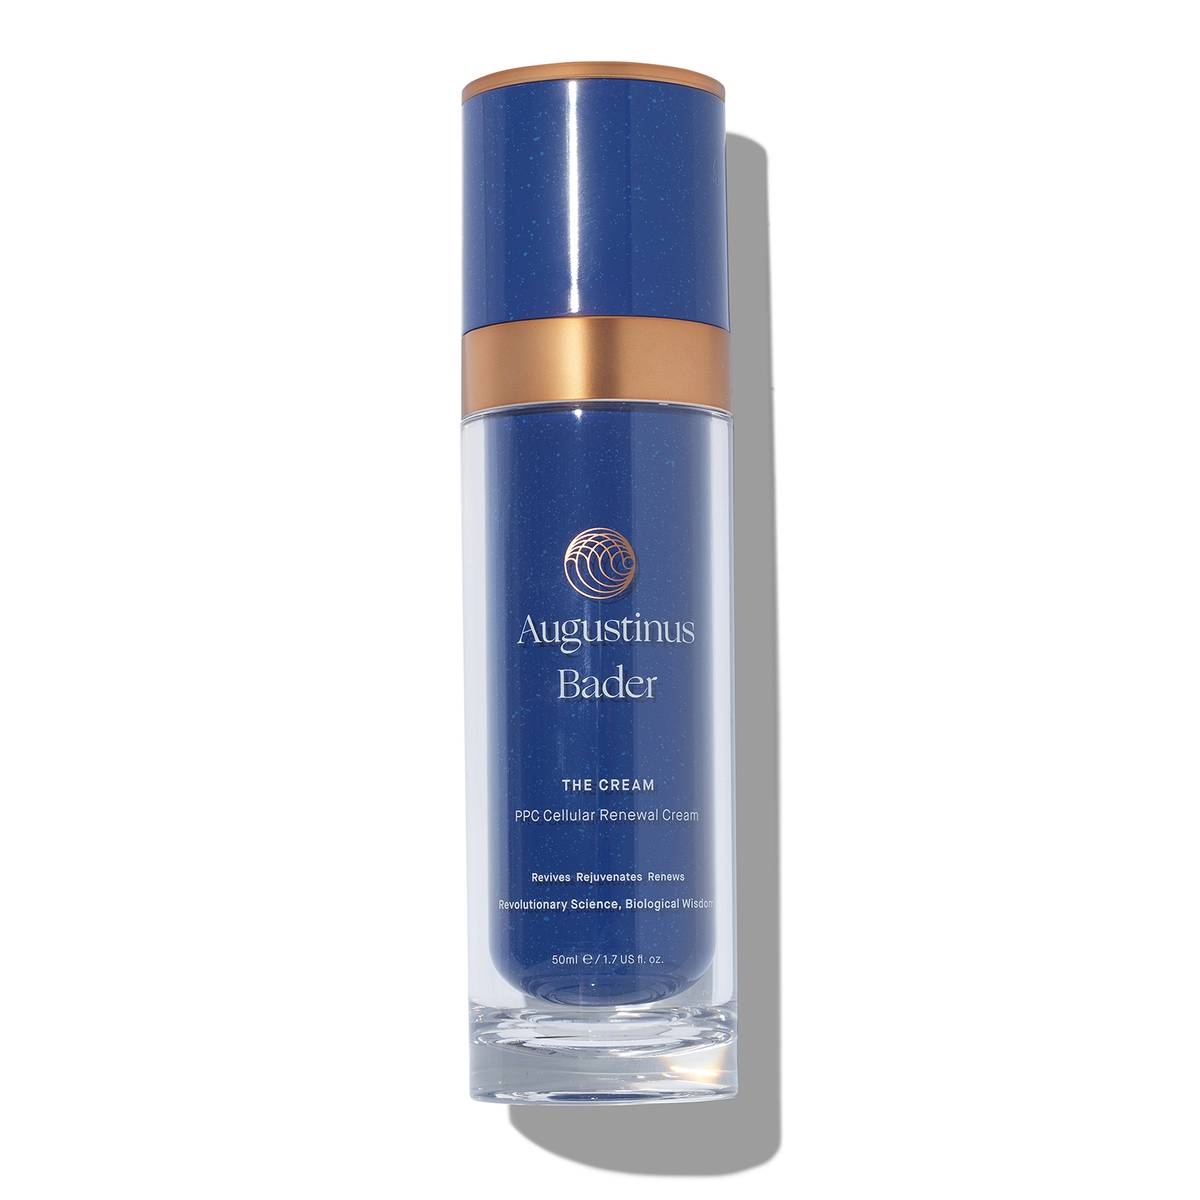 Augustinus
Bader
THE CREAM
PPC Cellular Renewal Cream
Revives Rejuvenates Renews
Revolutionary Science, Biological Wisdom
50ml ℮ / 1.7 US fl. oz.